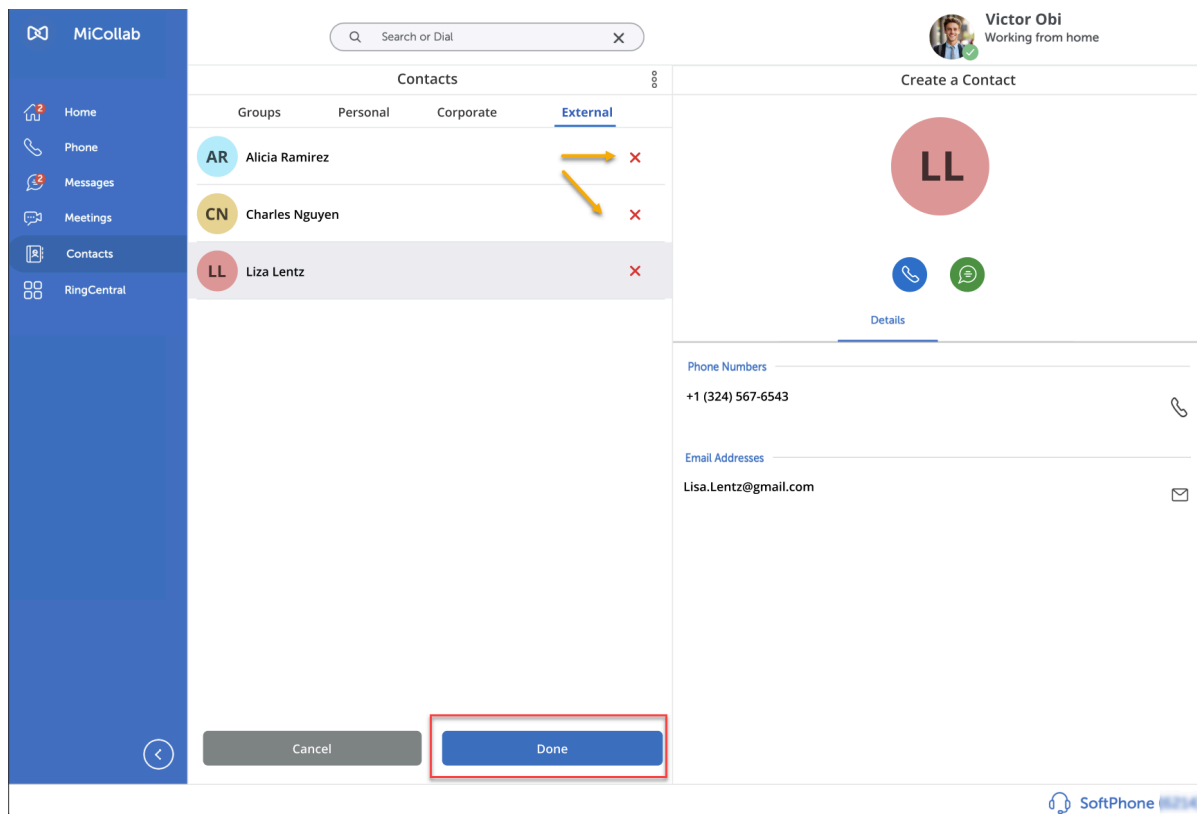 MiCollab
Search or Dial
Victor Obi
Working from home
Contacts
Create a Contact
2
Home
Phone
2
Messages
Meetings
Contacts
RingCentral
Groups Personal Corporate External
AR Alicia Ramirez
CN Charles Nguyen
LL Liza Lentz
LL
Details
Phone Numbers
+1 (324) 567-6543
Email Addresses
Lisa.Lentz@gmail.com
Cancel Done
SoftPhone